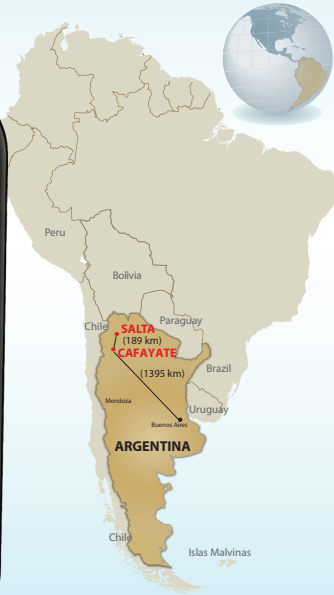 Peru
Bolivia
Paraguay
Chile
SALTA
(189 km)
CAFAYATE
(1395 km)
Brazil
Mendoza
Uruguay
Buenos Aires
ARGENTINA
Chile
Islas Malvinas